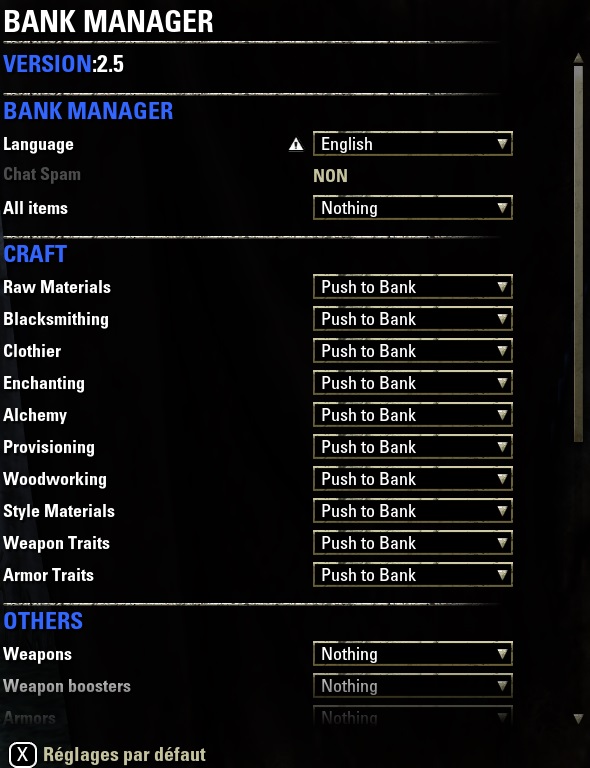 BANK MANAGER
VERSION:2.5
BANK MANAGER
Language English
Chat Spam NON
All items Nothing
CRAFT
Raw Materials Push to Bank
Blacksmithing Push to Bank
Clothier Push to Bank
Enchanting Push to Bank
Alchemy Push to Bank
Provisioning Push to Bank
Woodworking Push to Bank
Style Materials Push to Bank
Weapon Traits Push to Bank
Armor Traits Push to Bank
OTHERS
Weapons Nothing
Weapon boosters Nothing
Armors Nothing
X Réglages par défaut